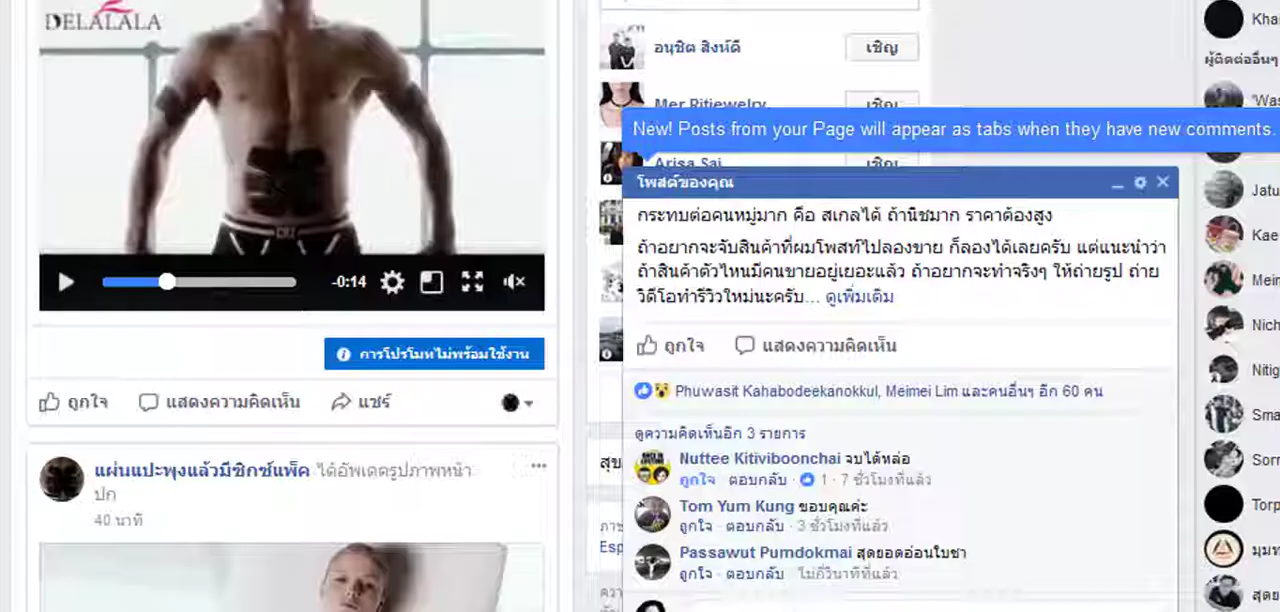 DELALALA
-0:14
การโปรโมทไม่พร้อมใช้งาน
ถูกใจ
แสดงความคิดเห็น
แชร์
แผ่นแปะพุงแล้วมีซิกซ์แพ็ค ได้อัพเดตรูปภาพหน้า
ปก
40 นาที
อนุชิต สิงห์ดี
เชิญ
Mer Ritiewelry
เชิญ
Arisa Sai
เชิญ
New! Posts from your Page will appear as tabs when they have new comments.
โพสต์ของคุณ
กระทบต่อคนหมู่มาก คือ สเกลได้ ถ้านิชมาก ราคาต้องสูง
ถ้าอยากจะจับสินค้าที่ผมโพสท์ไปลองขาย ก็ลองได้เลยครับ แต่แนะนำว่า
ถ้าสินค้าตัวไหนมีคนขายอยู่เยอะแล้ว ถ้าอยากจะทำจริงๆ ให้ถ่ายรูป ถ่าย
วิดีโอทำรีวิวใหม่นะครับ... ดูเพิ่มเติม
ถูกใจ
แสดงความคิดเห็น
Phuwasit Kahabodeekanokkul, Meimei Lim และคนอื่นๆ อีก 60 คน
ดูความคิดเห็นอีก 3 รายการ
Nuttee Kitiviboonchai จบได้หล่อ
ถูกใจ · ตอบกลับ · 1 · 7 ชั่วโมงที่แล้ว
Tom Yum Kung ขอบคุณค่ะ
ถูกใจ · ตอบกลับ · 3 ชั่วโมงที่แล้ว
Passawut Pumdokmai สุดยอดอ่อนใบชา
ถูกใจ · ตอบกลับ · ไม่กี่วินาทีที่แล้ว
สุข
ภาษ
Esp
ควา
Kha
ผู้ติดต่ออื่นๆ
'Was
Jatu
Kae
Mein
Nich
Nitig
Sma
Sorr
Torp
มุมห
สุดย